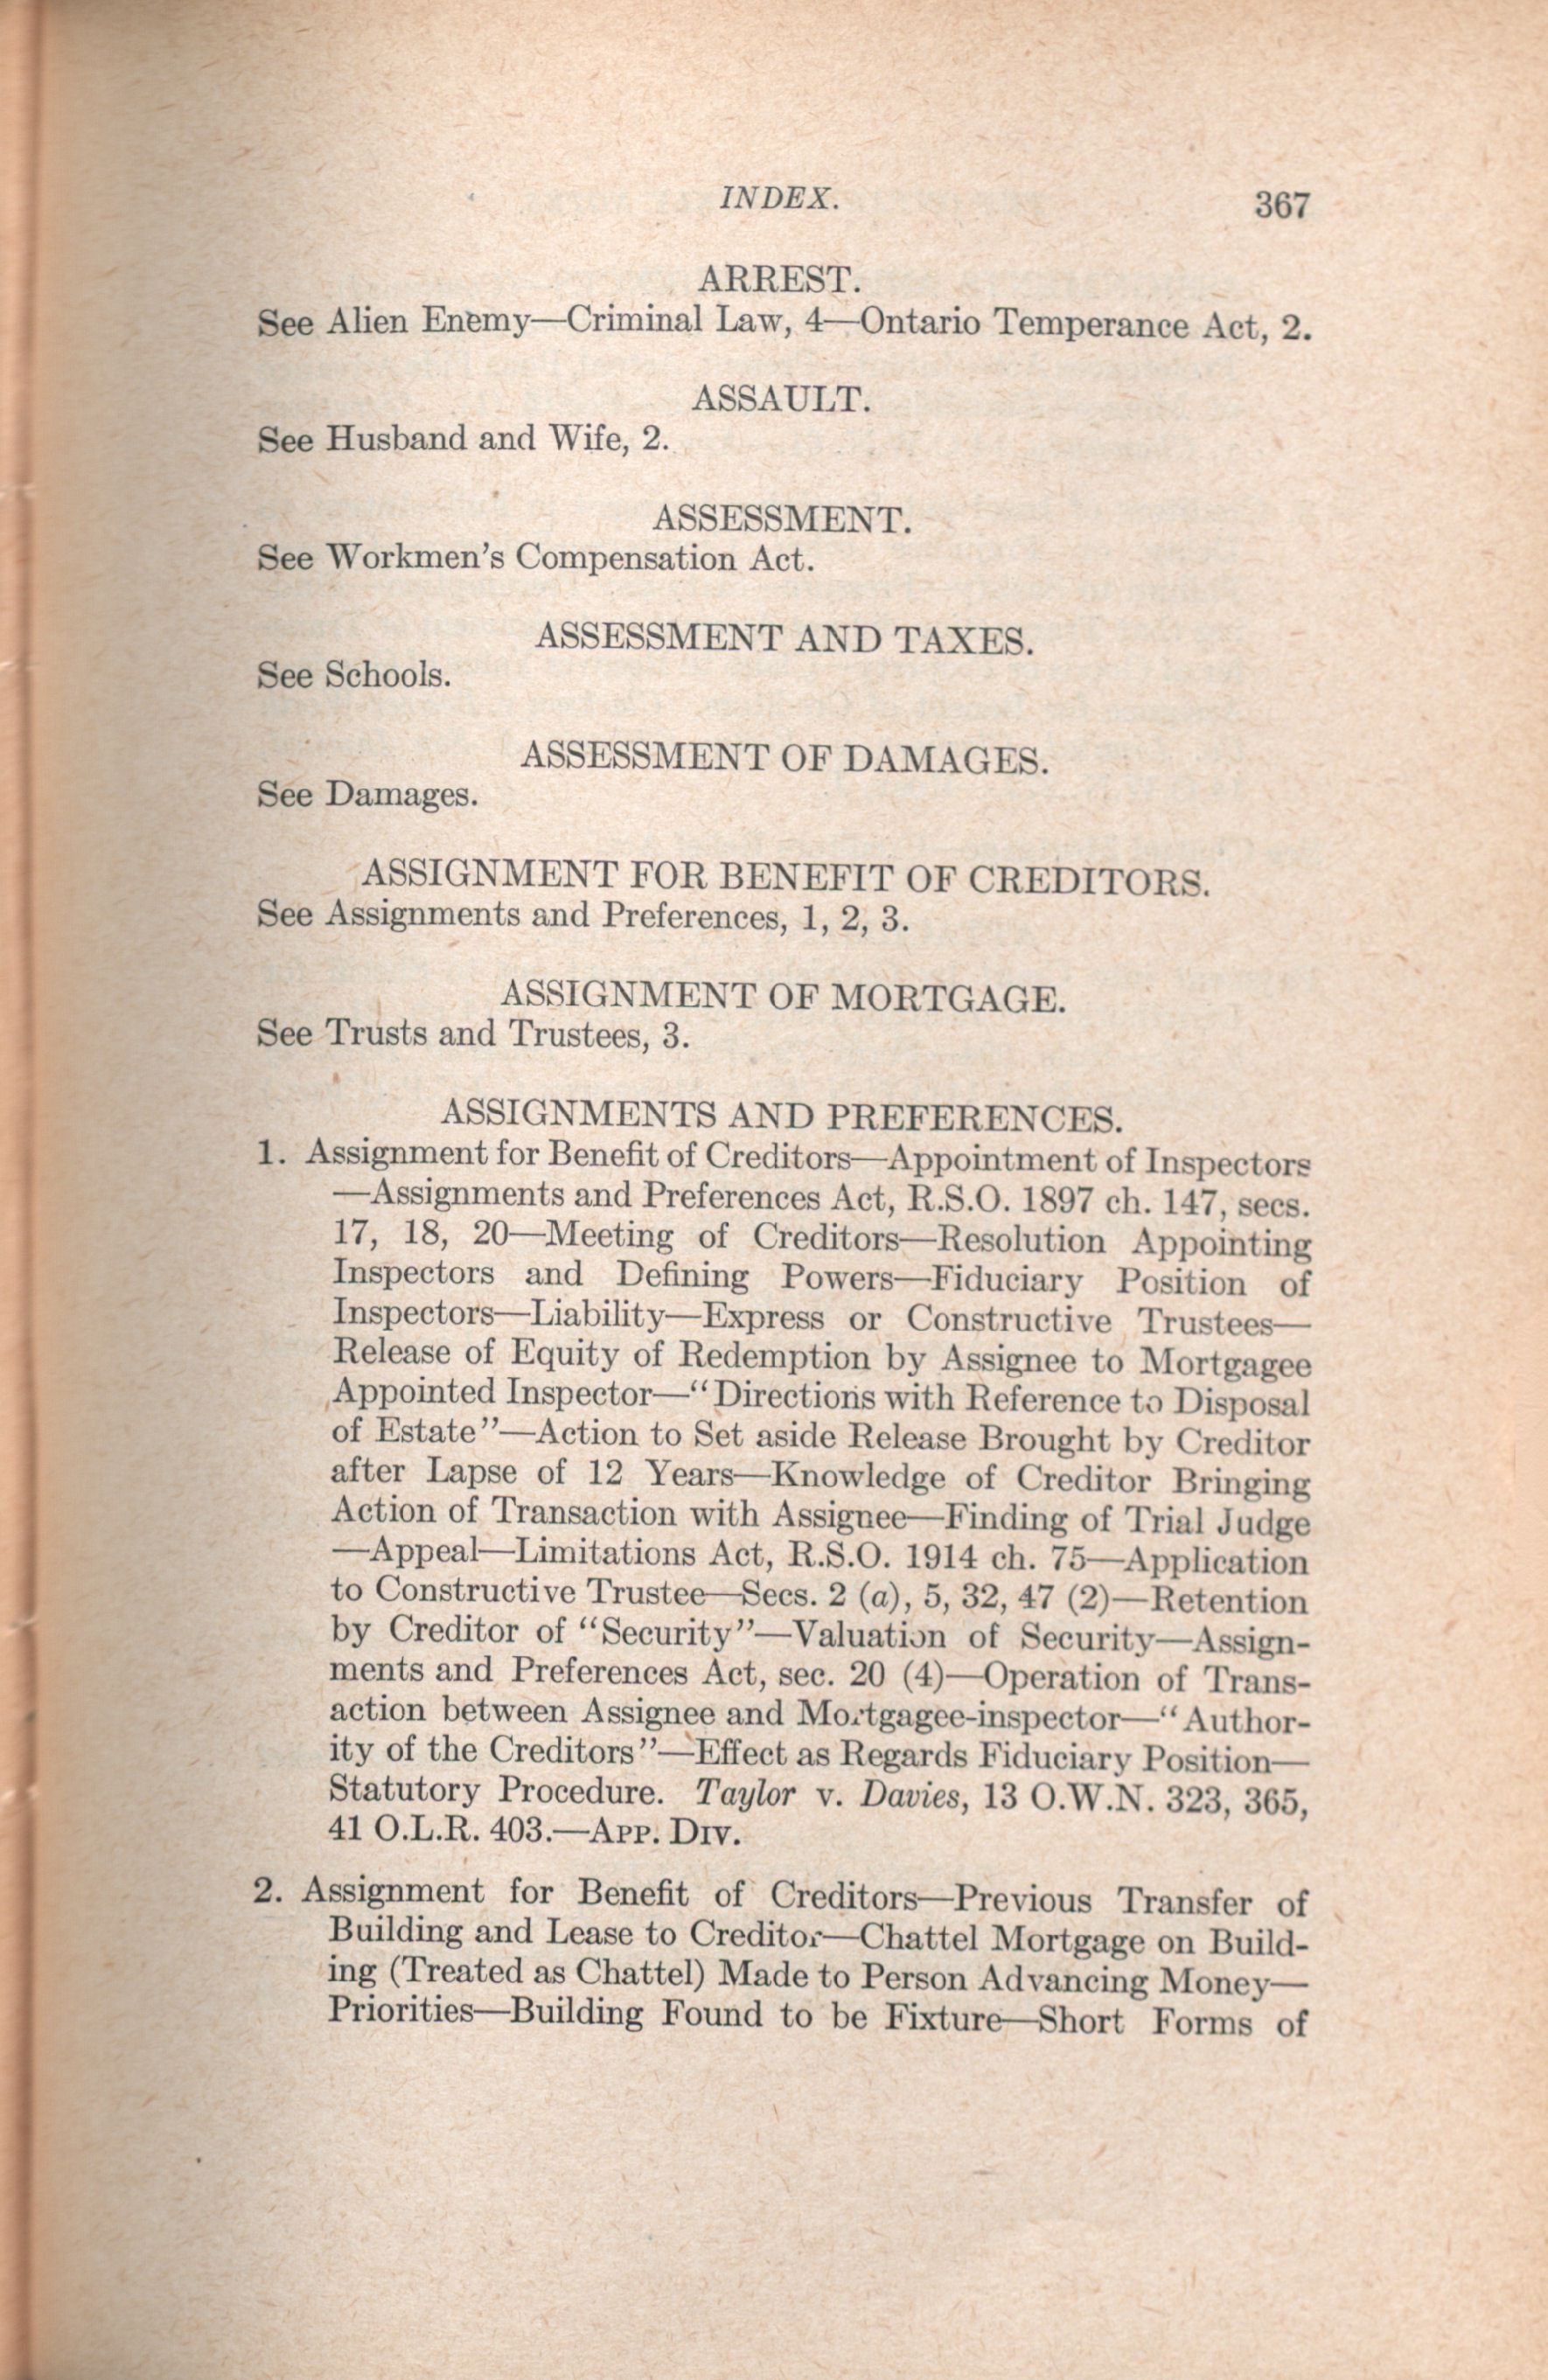 INDEX. 367
ARREST.
See Alien Enemy—Criminal Law, 4—Ontario Temperance Act, 2.
ASSAULT.
See Husband and Wife, 2.
ASSESSMENT.
See Workmen's Compensation Act.
ASSESSMENT AND TAXES.
See Schools.
ASSESSMENT OF DAMAGES.
See Damages.
ASSIGNMENT FOR BENEFIT OF CREDITORS.
See Assignments and Preferences, 1, 2, 3.
ASSIGNMENT OF MORTGAGE.
See Trusts and Trustees, 3.
ASSIGNMENTS AND PREFERENCES.
1. Assignment for Benefit of Creditors—Appointment of Inspectors
—Assignments and Preferences Act, R.S.O. 1897 ch. 147, secs.
17, 18, 20—Meeting of Creditors—Resolution Appointing
Inspectors and Defining Powers—Fiduciary Position of
Inspectors—Liability—Express or Constructive Trustees—
Release of Equity of Redemption by Assignee to Mortgagee
Appointed Inspector—"Directions with Reference to Disposal
of Estate"—Action to Set aside Release Brought by Creditor
after Lapse of 12 Years—Knowledge of Creditor Bringing
Action of Transaction with Assignee—Finding of Trial Judge
—Appeal—Limitations Act, R.S.O. 1914 ch. 75—Application
to Constructive Trustee—Secs. 2 (a), 5, 32, 47 (2)—Retention
by Creditor of "Security"—Valuation of Security—Assign-
ments and Preferences Act, sec. 20 (4)—Operation of Trans-
action between Assignee and Mortgagee-inspector—"Author-
ity of the Creditors"—Effect as Regards Fiduciary Position—
Statutory Procedure. Taylor v. Davies, 13 O.W.N. 323, 365,
41 O.L.R. 403.—APP. DIV.
2. Assignment for Benefit of Creditors—Previous Transfer of
Building and Lease to Creditor—Chattel Mortgage on Build-
ing (Treated as Chattel) Made to Person Advancing Money—
Priorities—Building Found to be Fixture—Short Forms of